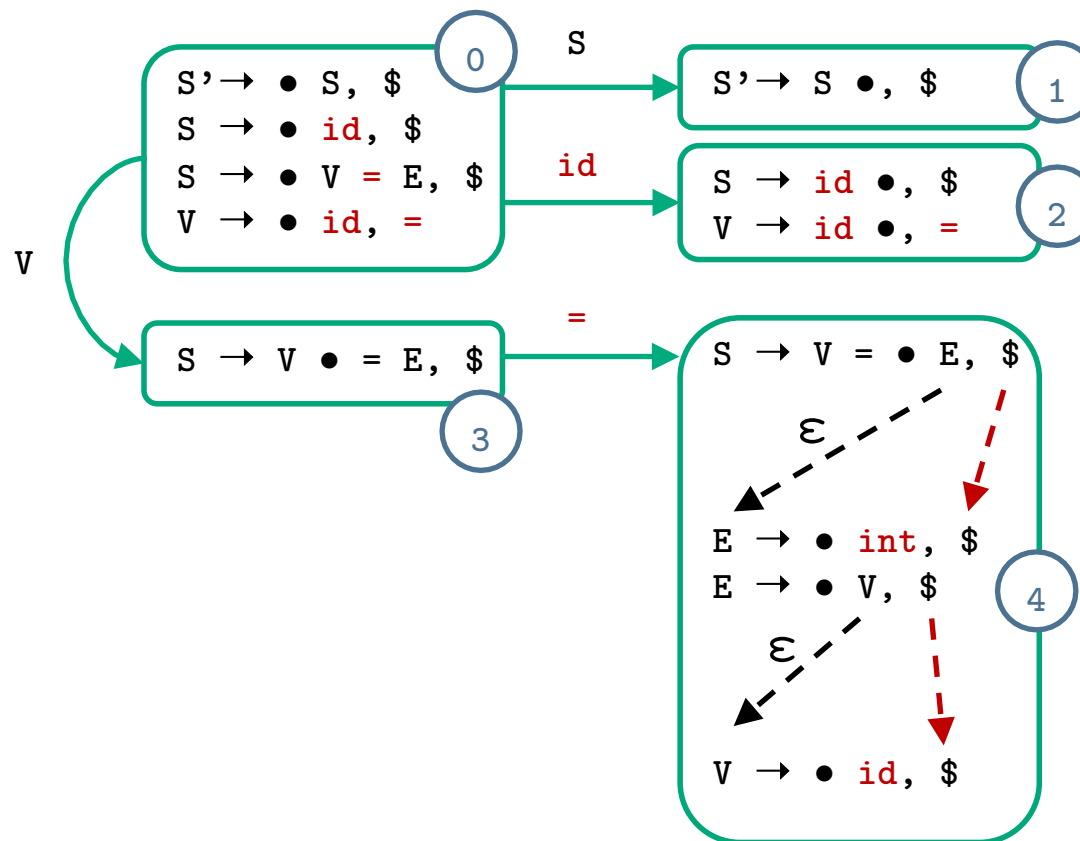 0
S
S’→ ● S, $
S → ● id, $
S → ● V = E, $
V → ● id, =
S’→ S ●, $
1
id
S → id ●, $
V → id ●, =
2
V
S → V ● = E, $
3
=
S → V = ● E, $
ε
E → ● int, $
E → ● V, $
4
ε
V → ● id, $